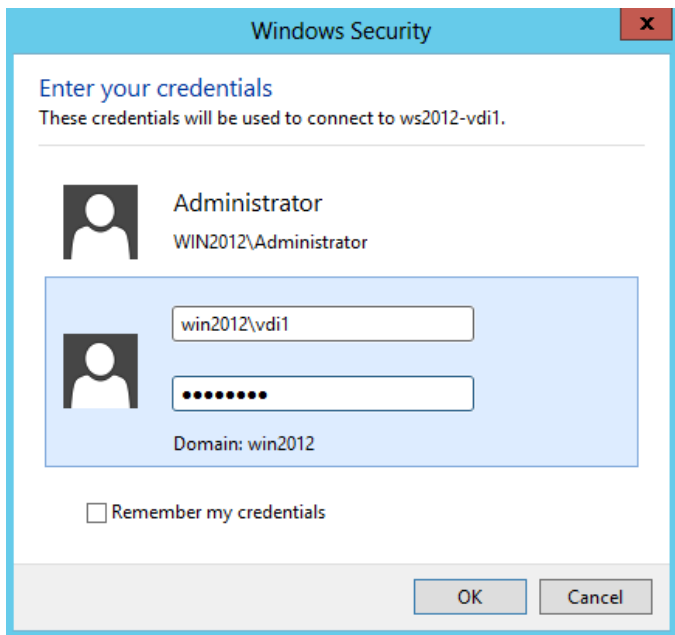 Windows Security
x
Enter your credentials
These credentials will be used to connect to ws2012-vdi1.
Administrator
WIN2012\Administrator
win2012\vdi1
••••••••
Domain: win2012
Remember my credentials
OK
Cancel